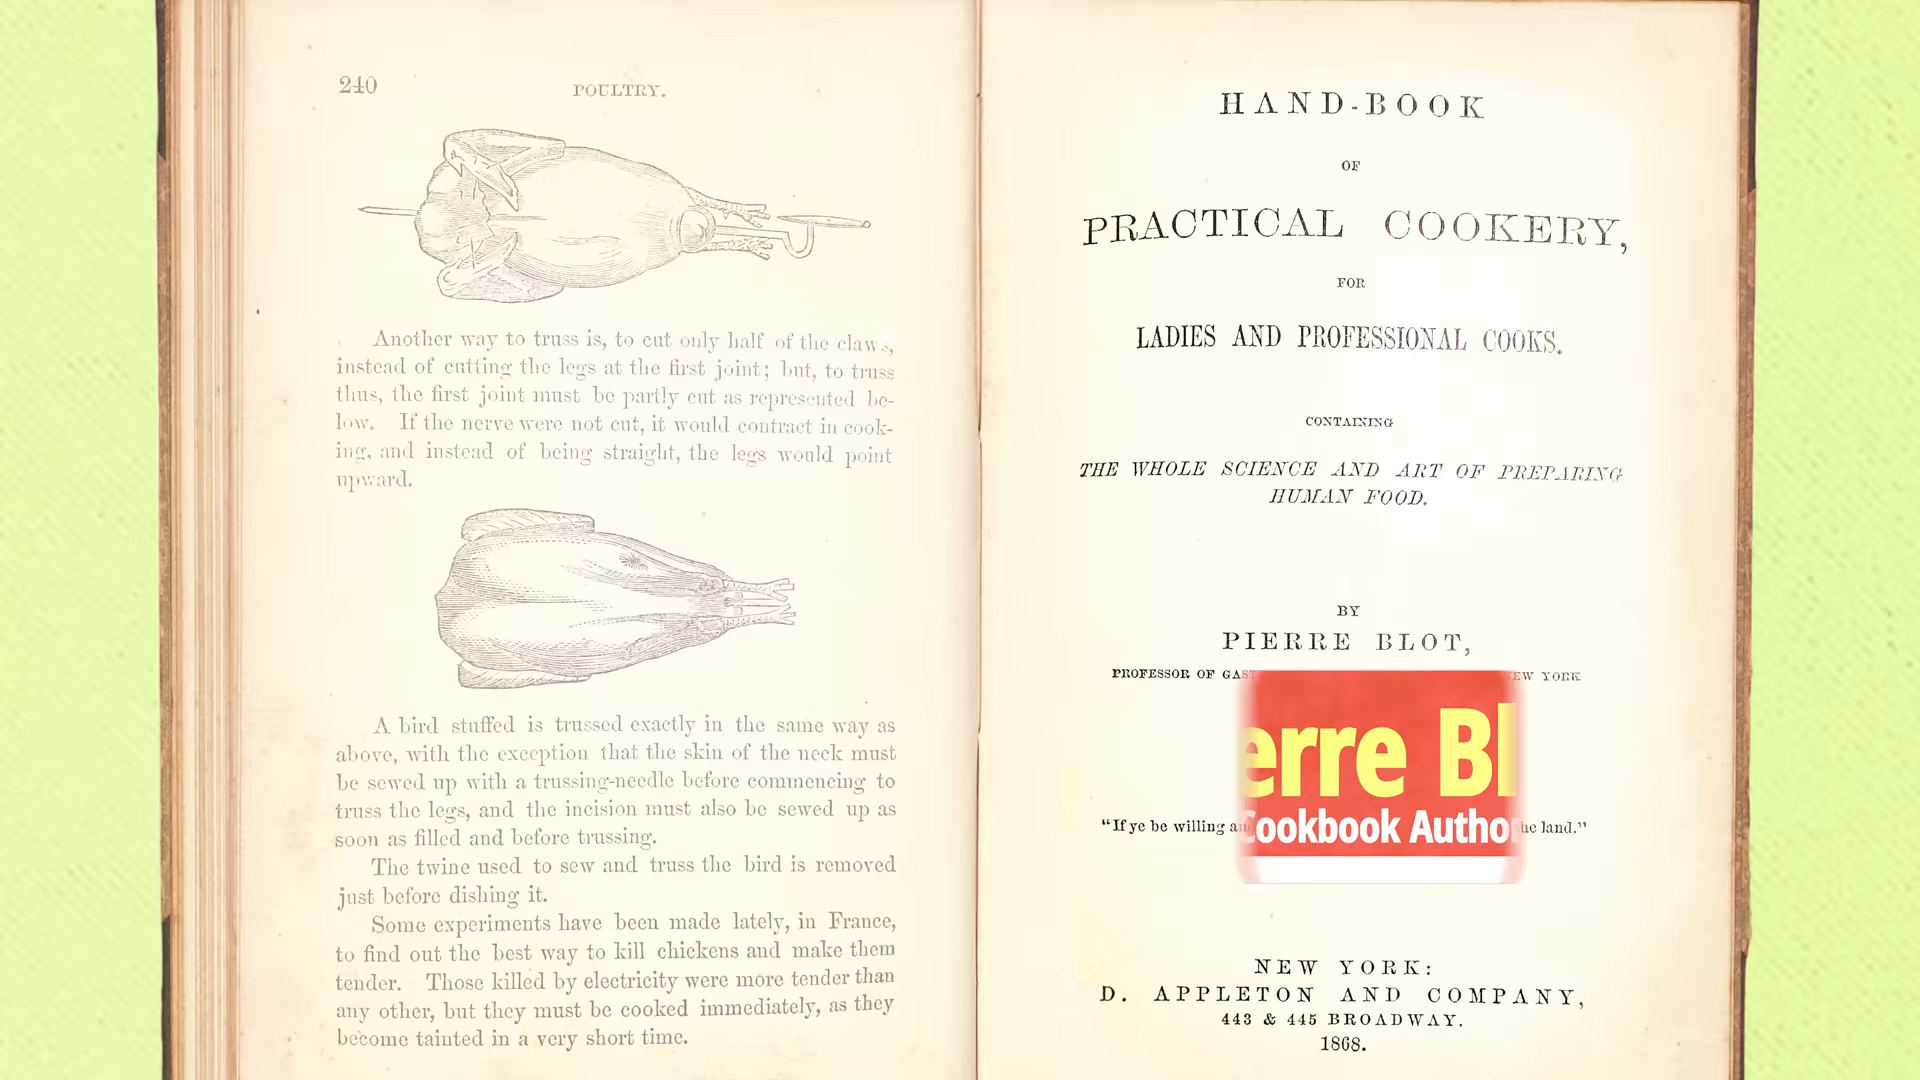 240
POULTRY.
Another way to truss is, to cut only half of the claws,
instead of cutting the legs at the first joint; but, to truss
thus, the first joint must be partly cut as represented be-
low. If the nerve were not cut, it would contract in cook-
ing, and instead of being straight, the legs would point
upward.
A bird stuffed is trussed exactly in the same way as
above, with the exception that the skin of the neck must
be sewed up with a trussing-needle before commencing to
truss the legs, and the incision must also be sewed up as
soon as filled and before trussing.
The twine used to sew and truss the bird is removed
just before dishing it.
Some experiments have been made lately, in France,
to find out the best way to kill chickens and make them
tender. Those killed by electricity were more tender than
any other, but they must be cooked immediately, as they
become tainted in a very short time.
HAND-BOOK
OF
PRACTICAL COOKERY,
FOR
LADIES AND PROFESSIONAL COOKS.
CONTAINING
THE WHOLE SCIENCE AND ART OF PREPARING
HUMAN FOOD.
BY
PIERRE BLOT,
PROFESSOR OF YORK
erre Bl
Cookbook Autho
"If ye be willing the land."
NEW YORK:
D. APPLETON AND COMPANY,
443 & 445 BROADWAY.
1868.